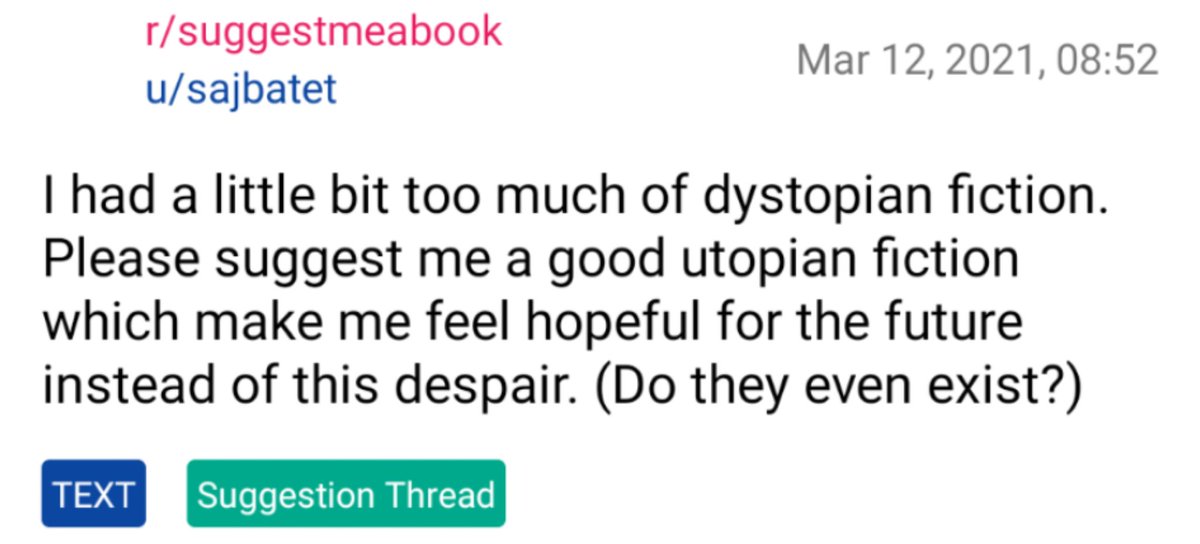 r/suggestmeabook
u/sajbatet
Mar 12, 2021, 08:52
I had a little bit too much of dystopian fiction.
Please suggest me a good utopian fiction
which make me feel hopeful for the future
instead of this despair. (Do they even exist?)
TEXT
Suggestion Thread